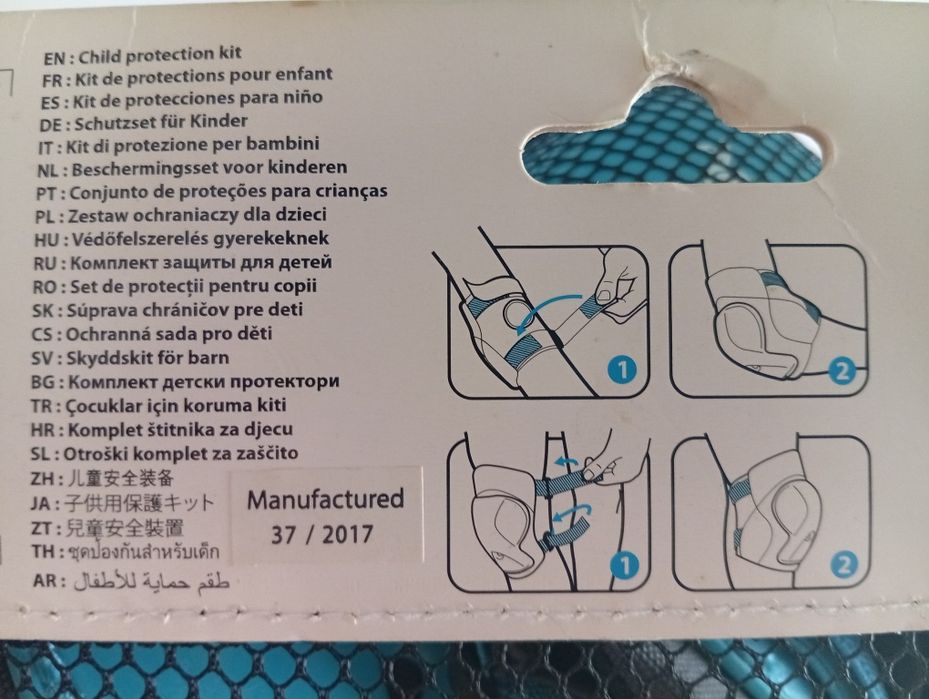 EN : Child protection kit
FR : Kit de protections pour enfant
ES : Kit de protecciones para niño
DE : Schutzset für Kinder
IT : Kit di protezione per bambini
NL : Beschermingsset voor kinderen
PT : Conjunto de proteções para crianças
PL : Zestaw ochraniaczy dla dzieci
HU : Védőfelszerelés gyerekeknek
RU : Комплект защиты для детей
RO : Set de protecții pentru copii
SK : Súprava chráničov pre deti
CS : Ochranná sada pro děti
SV : Skyddskit för barn
BG : Комплект детски протектори
TR : Çocuklar için koruma kiti
HR : Komplet štitnika za djecu
SL : Otroški komplet za zaščito
ZH : 儿童安全装备
JA : 子供用保護キット
ZT : 兒童安全裝置
TH : ชุดป้องกันสำหรับเด็ก
AR : طقم حماية للأطفال
Manufactured
37 / 2017
1
2
1
2